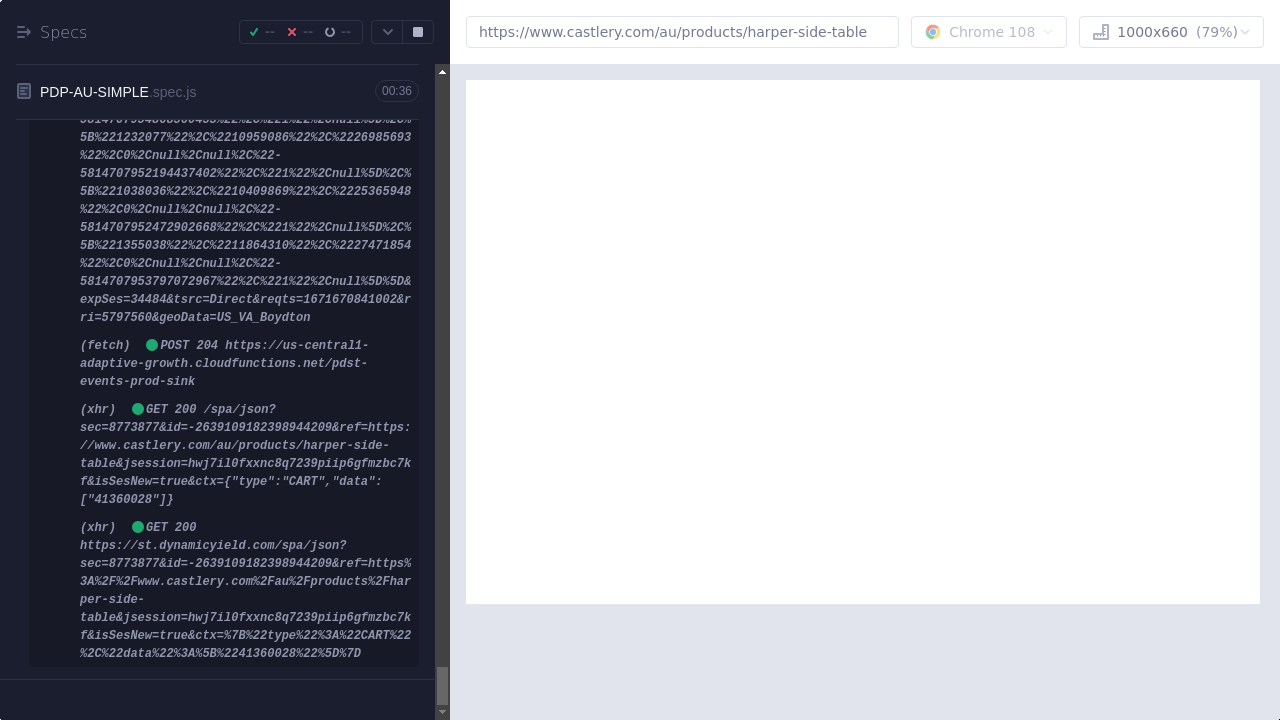 Specs
-- -- --
PDP-AU-SIMPLE.spec.js
00:36
5B%221232077%22%2C%2210959086%22%2C%2226985693
%22%2C0%2Cnull%2Cnull%2C%22-
5814707952194437402%22%2C%221%22%2Cnull%5D%2C%
5B%221038036%22%2C%2210409869%22%2C%2225365948
%22%2C0%2Cnull%2Cnull%2C%22-
5814707952472902668%22%2C%221%22%2Cnull%5D%2C%
5B%221355038%22%2C%2211864310%22%2C%2227471854
%22%2C0%2Cnull%2Cnull%2C%22-
5814707953797072967%22%2C%221%22%2Cnull%5D%5D&
expSes=34484&tsrc=Direct&reqts=1671670841002&r
ri=5797560&geoData=US_VA_Boydton
(fetch) POST 204 https://us-central1-
adaptive-growth.cloudfunctions.net/pdst-
events-prod-sink
(xhr) GET 200 /spa/json?
sec=8773877&id=-2639109182398944209&ref=https:
//www.castlery.com/au/products/harper-side-
table&jsession=hwj7il0fxxnc8q7239piip6gfmzbc7k
f&isSesNew=true&ctx={"type":"CART","data":
["41360028"]}
(xhr) GET 200
https://st.dynamicyield.com/spa/json?
sec=8773877&id=-2639109182398944209&ref=https%
3A%2F%2Fwww.castlery.com%2Fau%2Fproducts%2Fhar
per-side-
table&jsession=hwj7il0fxxnc8q7239piip6gfmzbc7k
f&isSesNew=true&ctx=%7B%22type%22%3A%22CART%22
%2C%22data%22%3A%5B%2241360028%22%5D%7D
https://www.castlery.com/au/products/harper-side-table
Chrome 108
1000x660 (79%)